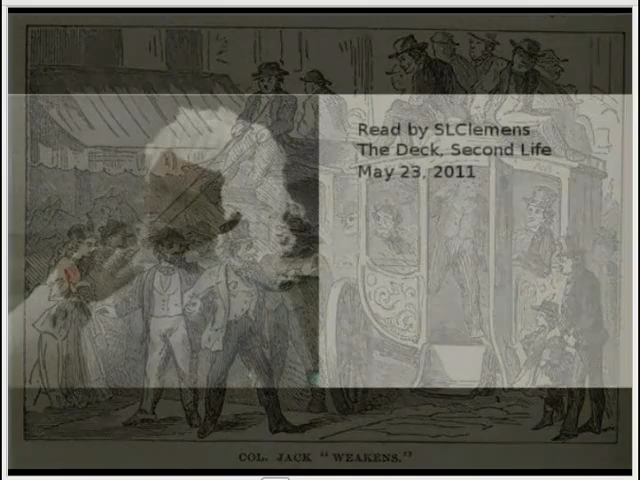 Read by SLClemens
The Deck, Second Life
May 23, 2011
COL. JACK "WEAKENS."